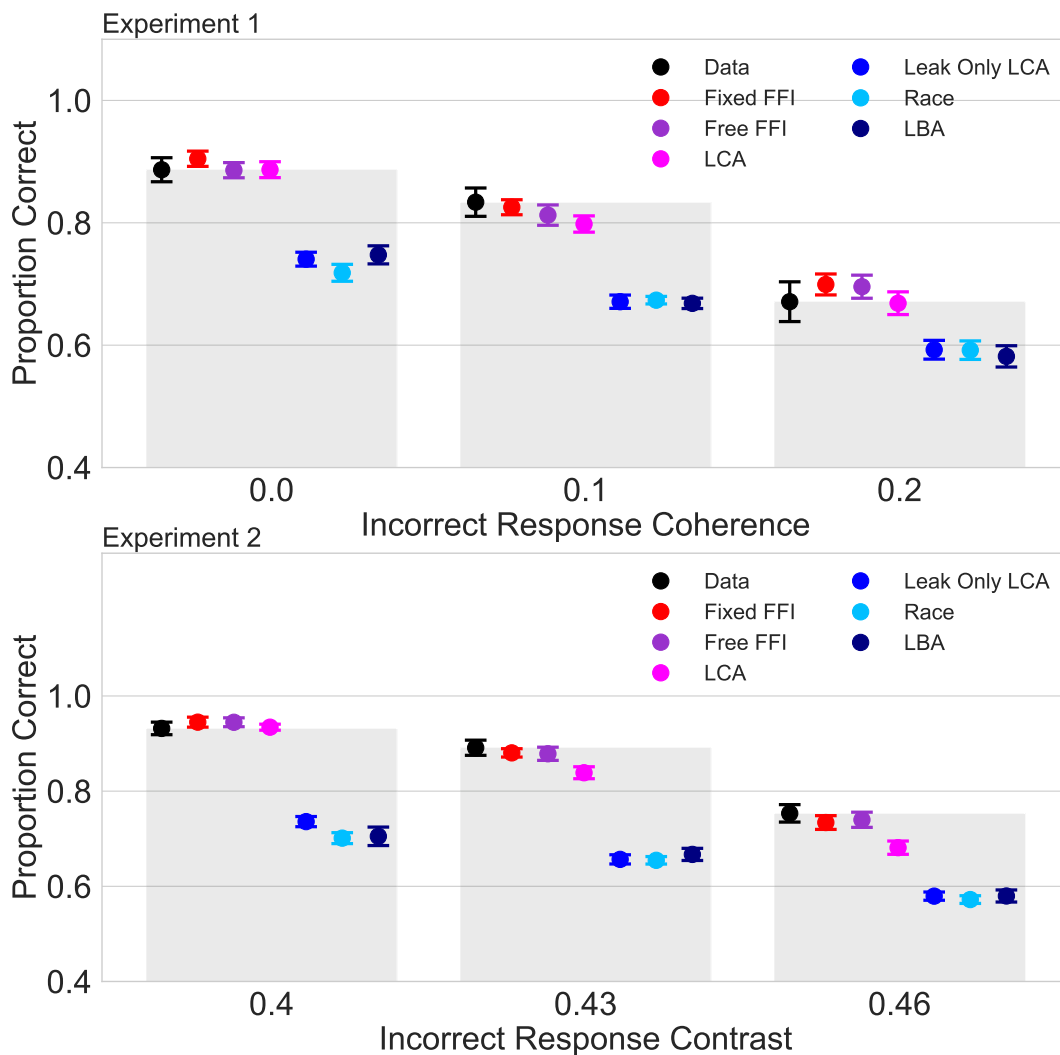 Experiment 1
Data
Fixed FFI
Free FFI
LCA
Leak Only LCA
Race
LBA
Proportion Correct
1.0
0.8
0.6
0.4
0.0 0.1 0.2
Incorrect Response Coherence
Experiment 2
Data
Fixed FFI
Free FFI
LCA
Leak Only LCA
Race
LBA
Proportion Correct
1.0
0.8
0.6
0.4
0.4 0.43 0.46
Incorrect Response Contrast